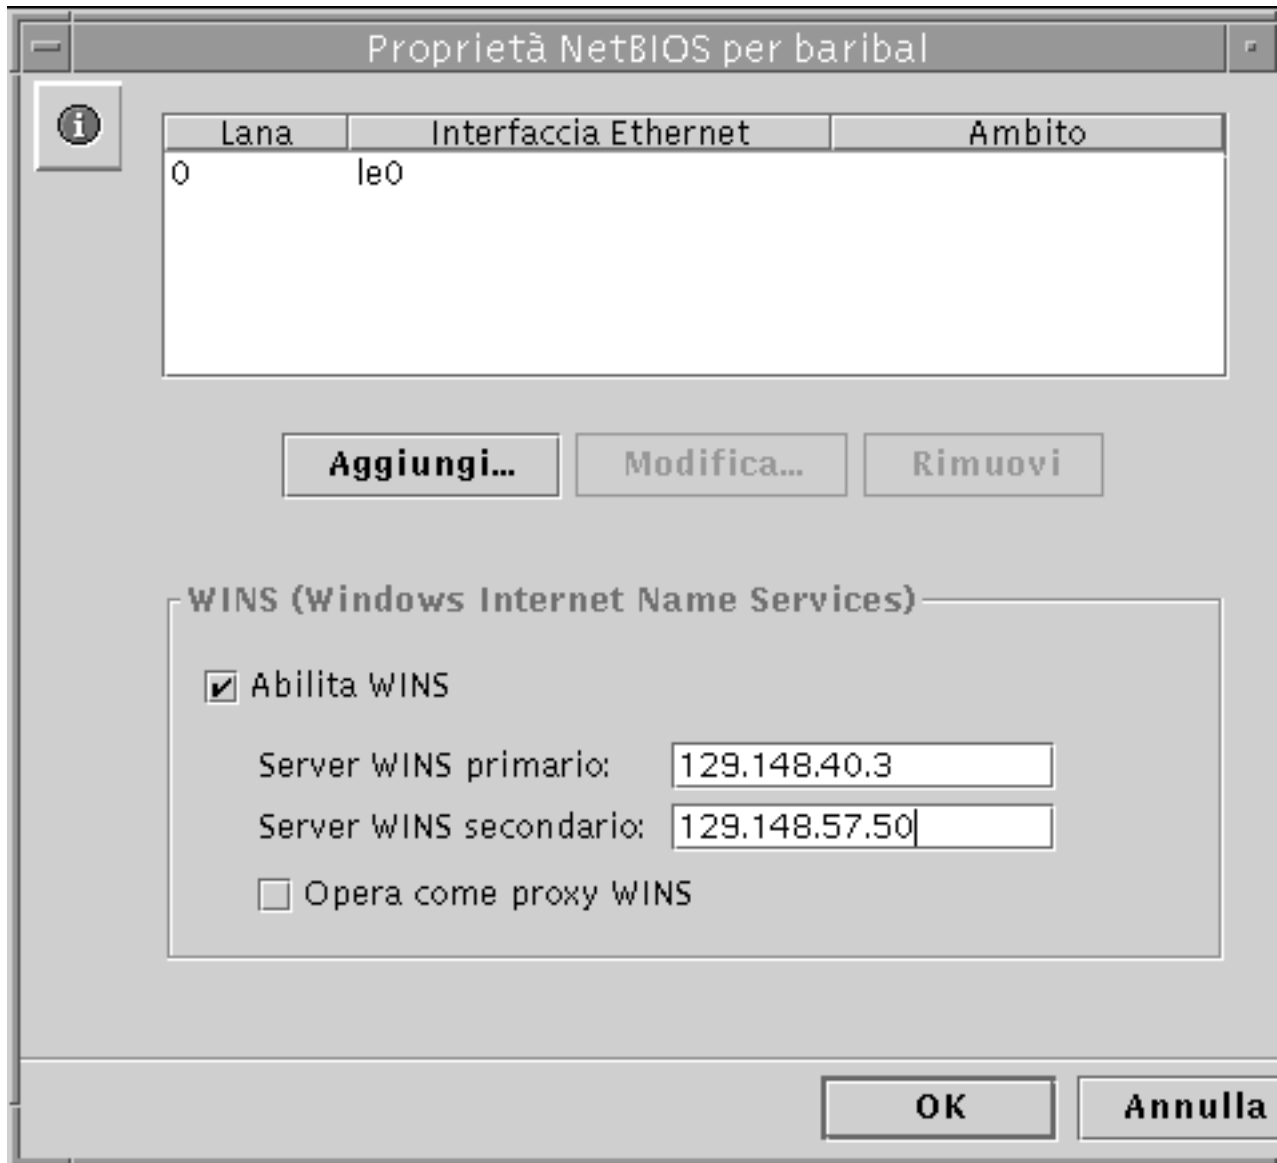 Proprietà NetBIOS per baribal
Lana Interfaccia Ethernet Ambito
0 le0
Aggiungi... Modifica... Rimuovi
WINS (Windows Internet Name Services)
Abilita WINS
Server WINS primario: 129.148.40.3
Server WINS secondario: 129.148.57.50
Opera come proxy WINS
OK Annulla